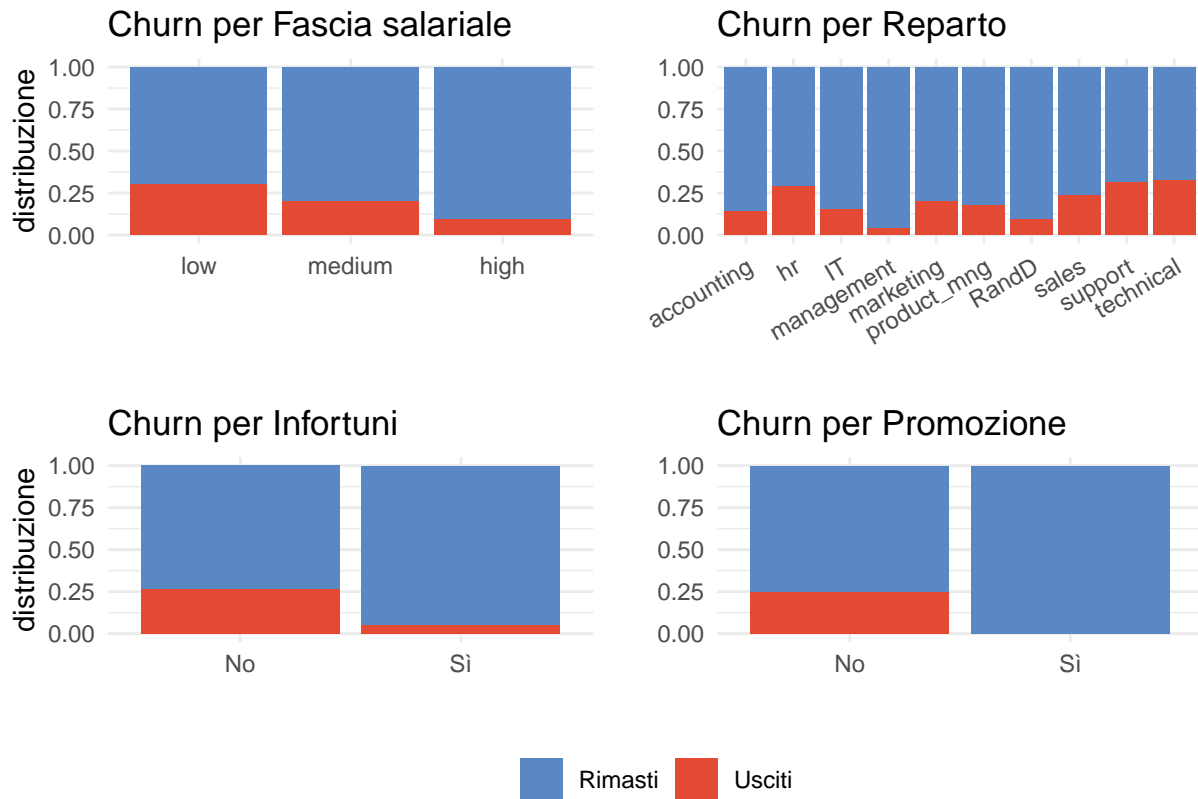 Churn per Fascia salariale
distribuzione
1.00
0.75
0.50
0.25
0.00
low medium high
Churn per Reparto
1.00
0.75
0.50
0.25
0.00
accounting hr IT management marketing product_mng RandD sales support technical
Churn per Infortuni
distribuzione
1.00
0.75
0.50
0.25
0.00
No Sì
Churn per Promozione
1.00
0.75
0.50
0.25
0.00
No Sì
Rimasti Usciti